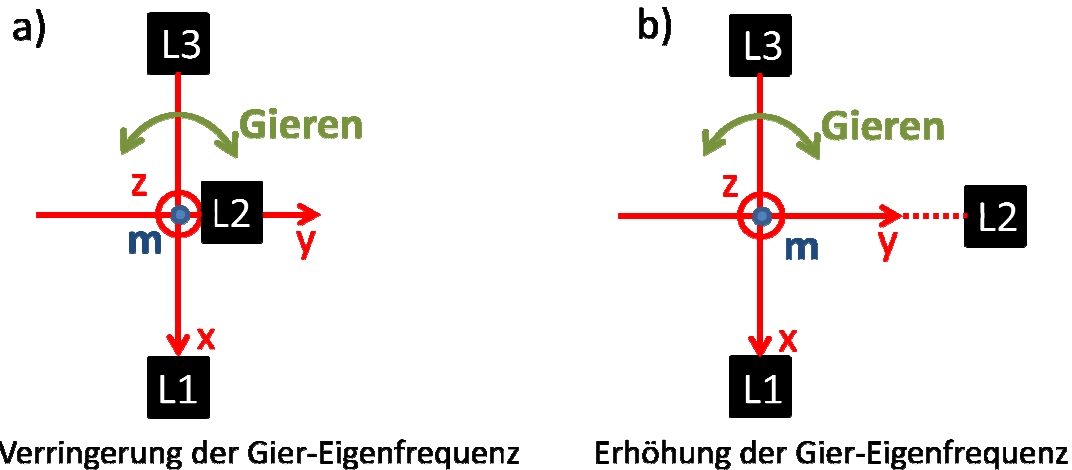 a)
L3
Gieren
z
L2
m
y
x
L1
Verringerung der Gier-Eigenfrequenz
b)
L3
Gieren
z
L2
m
y
x
L1
Erhöhung der Gier-Eigenfrequenz